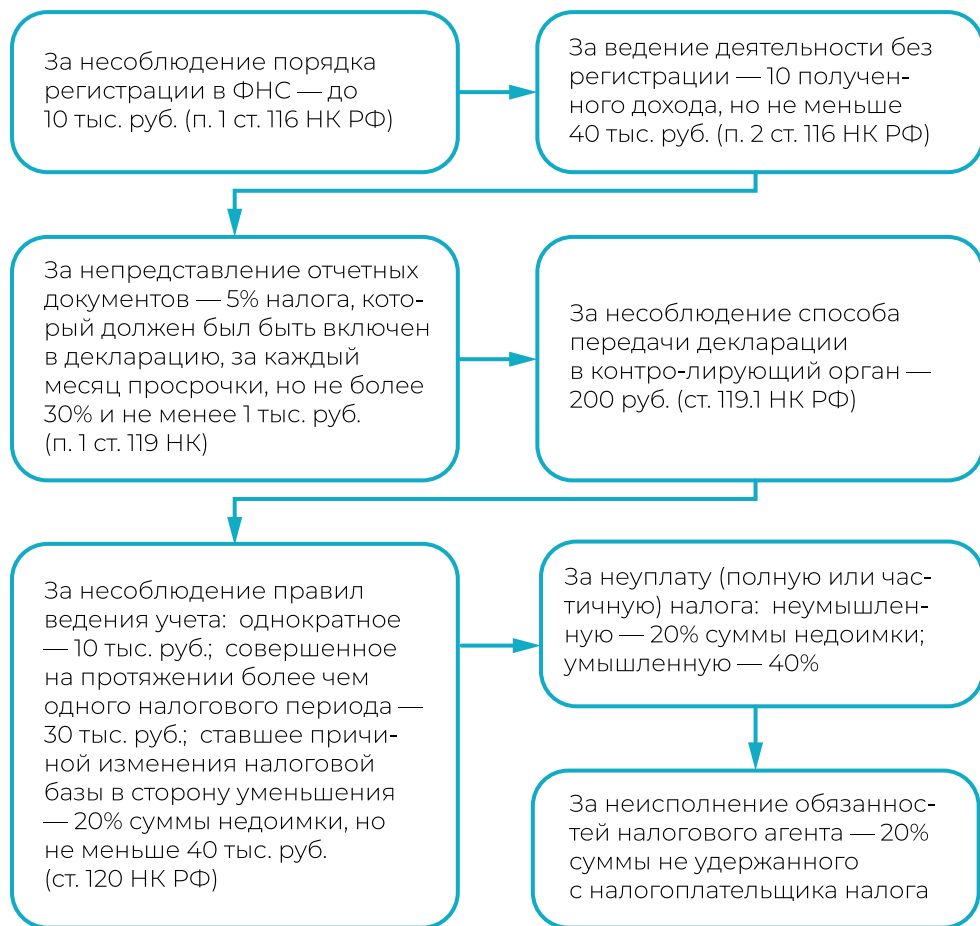 За несоблюдение порядка
регистрации в ФНС — до
10 тыс. руб. (п. 1 ст. 116 НК РФ)
За ведение деятельности без
регистрации — 10 получен-
ного дохода, но не меньше
40 тыс. руб. (п. 2 ст. 116 НК РФ)
За непредставление отчетных
документов — 5% налога, кото-
рый должен был быть включен
в декларацию, за каждый
месяц просрочки, но не более
30% и не менее 1 тыс. руб.
(п. 1 ст. 119 НК)
За несоблюдение способа
передачи декларации
в контро-лирующий орган —
200 руб. (ст. 119.1 НК РФ)
За несоблюдение правил
ведения учета: однократное
— 10 тыс. руб.; совершенное
на протяжении более чем
одного налогового периода —
30 тыс. руб.; ставшее причи-
ной изменения налоговой
базы в сторону уменьшения
— 20% суммы недоимки, но
не меньше 40 тыс. руб.
(ст. 120 НК РФ)
За неуплату (полную или час-
тичную) налога: неумышлен-
ную — 20% суммы недоимки;
умышленную — 40%
За неисполнение обязаннос-
тей налогового агента — 20%
суммы не удержанного
с налогоплательщика налога